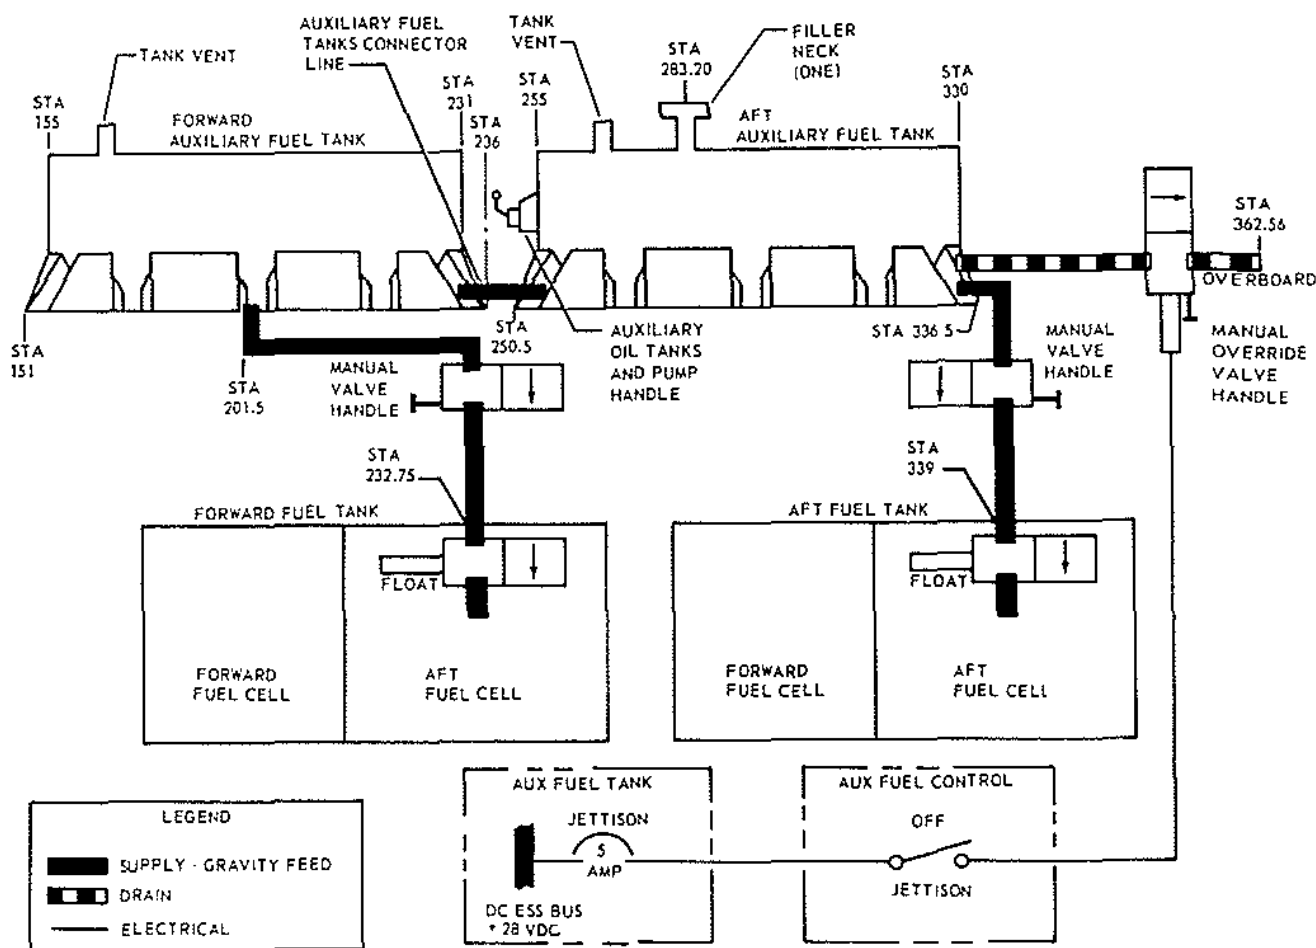 AUXILIARY FUEL
TANKS CONNECTOR
LINE
TANK
VENT
FILLER
NECK
(ONE)
TANK VENT
STA
283.20
STA
155
STA
231
STA
255
STA
330
FORWARD
AUXILIARY FUEL TANK
STA
236
AFT
AUXILIARY FUEL TANK
STA
362.56
OVERBOARD
STA
151
STA
201.5
MANUAL
VALVE
HANDLE
STA
250.5
AUXILIARY
OIL TANKS
AND PUMP
HANDLE
STA 336.5
MANUAL
VALVE
HANDLE
MANUAL
OVERRIDE
VALVE
HANDLE
STA
232.75
STA
339
FORWARD FUEL TANK
AFT FUEL TANK
FLOAT
FLOAT
FORWARD
FUEL CELL
AFT
FUEL CELL
FORWARD
FUEL CELL
AFT
FUEL CELL
LEGEND
SUPPLY - GRAVITY FEED
DRAIN
ELECTRICAL
AUX FUEL TANK
JETTISON
5
AMP
DC ESS BUS
+ 28 VDC
AUX FUEL CONTROL
OFF
JETTISON